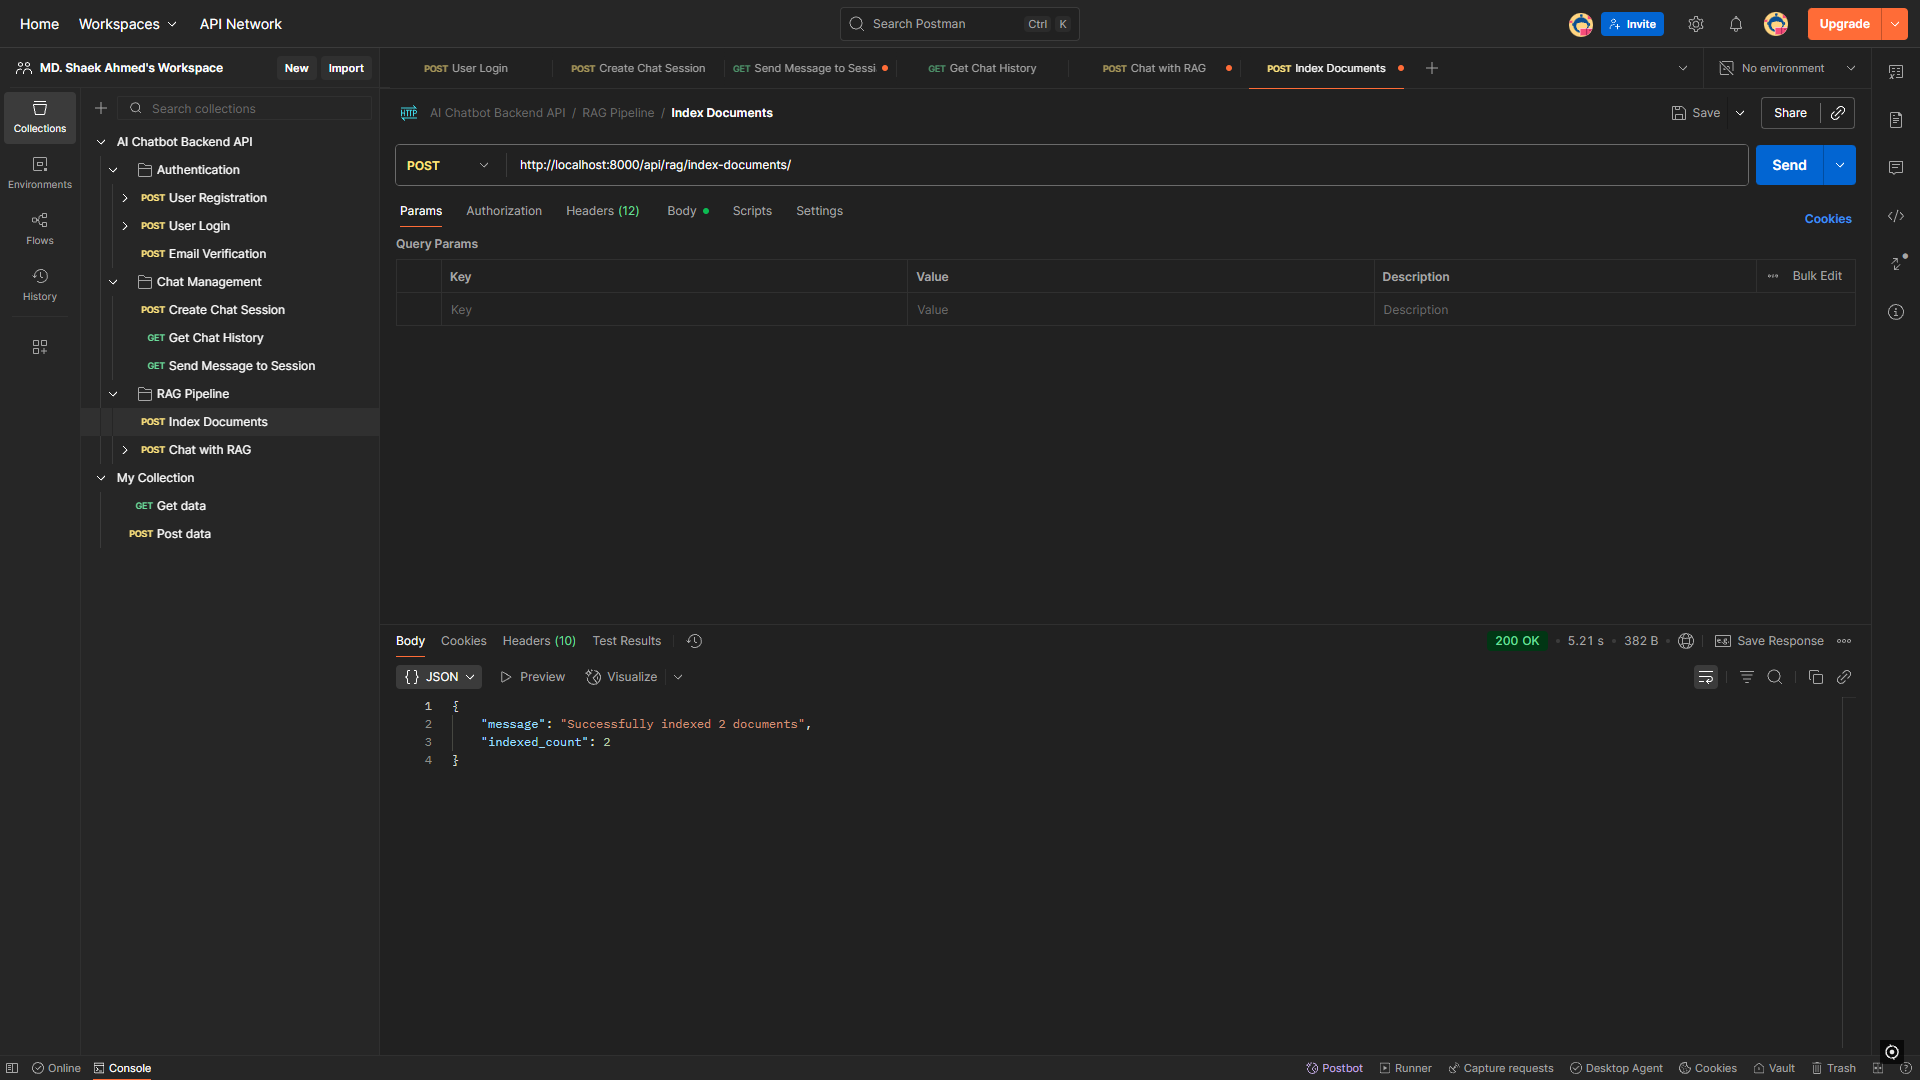 Home Workspaces API Network Search Postman Ctrl K Invite Upgrade
MD. Shaek Ahmed's Workspace New Import
POST User Login POST Create Chat Session GET Send Message to Sessi GET Get Chat History POST Chat with RAG POST Index Documents No environment
Collections
Environments
Flows
History
Search collections
AI Chatbot Backend API
Authentication
POST User Registration
POST User Login
POST Email Verification
Chat Management
POST Create Chat Session
GET Get Chat History
GET Send Message to Session
RAG Pipeline
POST Index Documents
POST Chat with RAG
My Collection
GET Get data
POST Post data
HTTP AI Chatbot Backend API / RAG Pipeline / Index Documents Save Share
POST http://localhost:8000/api/rag/index-documents/ Send
Params Authorization Headers (12) Body Scripts Settings Cookies
Query Params
Key Value Description Bulk Edit
Key Value Description
Body Cookies Headers (10) Test Results 200 OK 5.21 s 382 B e.g. Save Response
{} JSON Preview Visualize
1 {
2 "message": "Successfully indexed 2 documents",
3 "indexed_count": 2
4 }
Online Console Postbot Runner Capture requests Desktop Agent Cookies Vault Trash